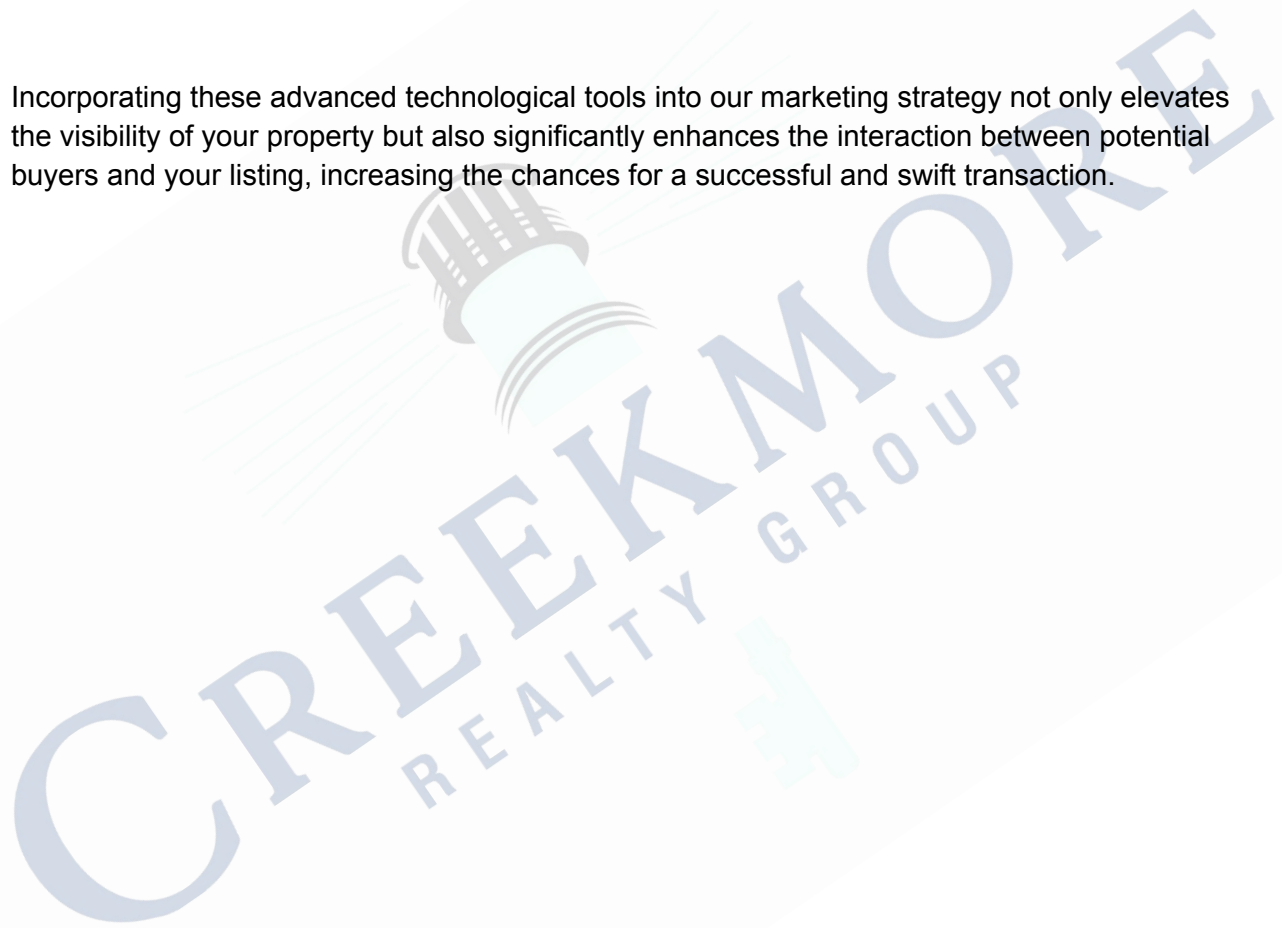 Incorporating these advanced technological tools into our marketing strategy not only elevates
the visibility of your property but also significantly enhances the interaction between potential
buyers and your listing, increasing the chances for a successful and swift transaction.
CREEKMORE
REALTY GROUP